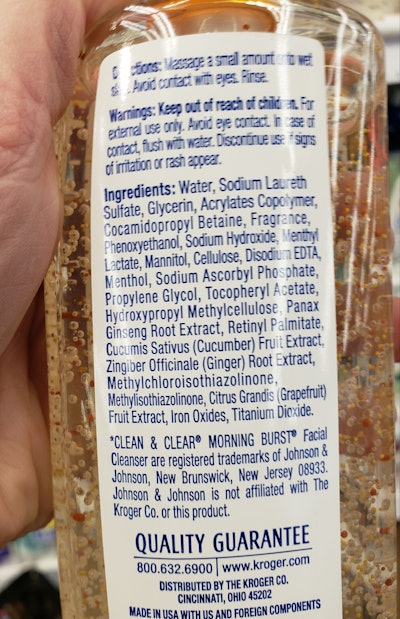 Massage a small amount onto wet
Avoid contact with eyes. Rinse.
Warnings: Keep out of reach of children. For
external use only. Avoid eye contact. In case of
contact, flush with water. Discontinue use if signs
of irritation or rash appear.
Ingredients: Water, Sodium Laureth
Sulfate, Glycerin, Acrylates Copolymer,
Cocamidopropyl Betaine, Fragrance,
Phenoxyethanol, Sodium Hydroxide, Menthyl
Lactate, Mannitol, Cellulose, Disodium EDTA,
Menthol, Sodium Ascorbyl Phosphate,
Propylene Glycol, Tocopheryl Acetate,
Hydroxypropyl Methylcellulose, Panax
Ginseng Root Extract, Retinyl Palmitate,
Cucumis Sativus (Cucumber) Fruit Extract,
Zingiber Officinale (Ginger) Root Extract,
Methylchloroisothiazolinone,
Methylisothiazolinone, Citrus Grandis (Grapefruit)
Fruit Extract, Iron Oxides, Titanium Dioxide.
*CLEAN & CLEAR® MORNING BURST® Facial
Cleanser are registered trademarks of Johnson &
Johnson, New Brunswick, New Jersey 08933.
Johnson & Johnson is not affiliated with The
Kroger Co. or this product.
QUALITY GUARANTEE
800.632.6900 | www.kroger.com
DISTRIBUTED BY THE KROGER CO.
CINCINNATI, OHIO 45202
MADE IN USA WITH US AND FOREIGN COMPONENTS